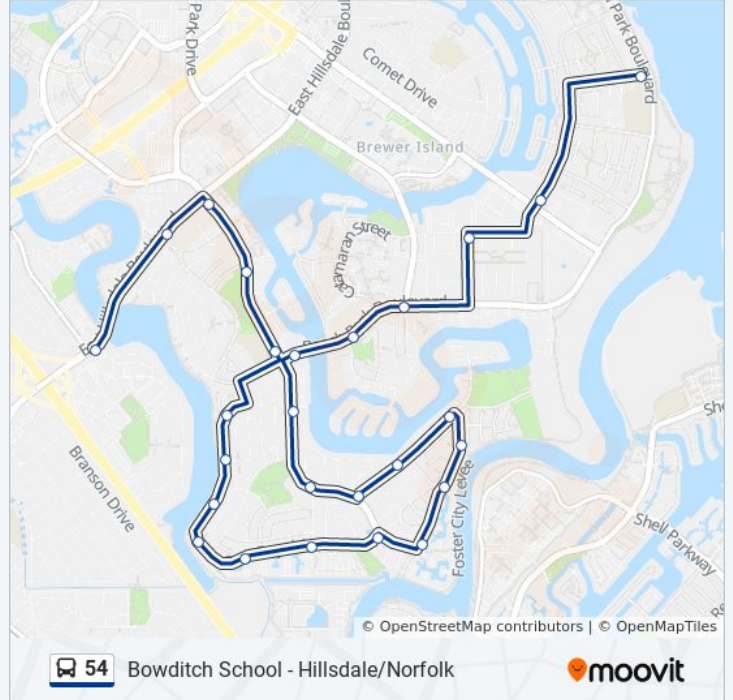 Park Drive
East Hillsdale Bou
Park Boulevard
Comet Drive
Brewer Island
Catamaran Street
Branson Drive
Foster City Levee
Shell Parkway
© OpenStreetMap contributors | © OpenMapTiles
54 Bowditch School - Hillsdale/Norfolk
moovit